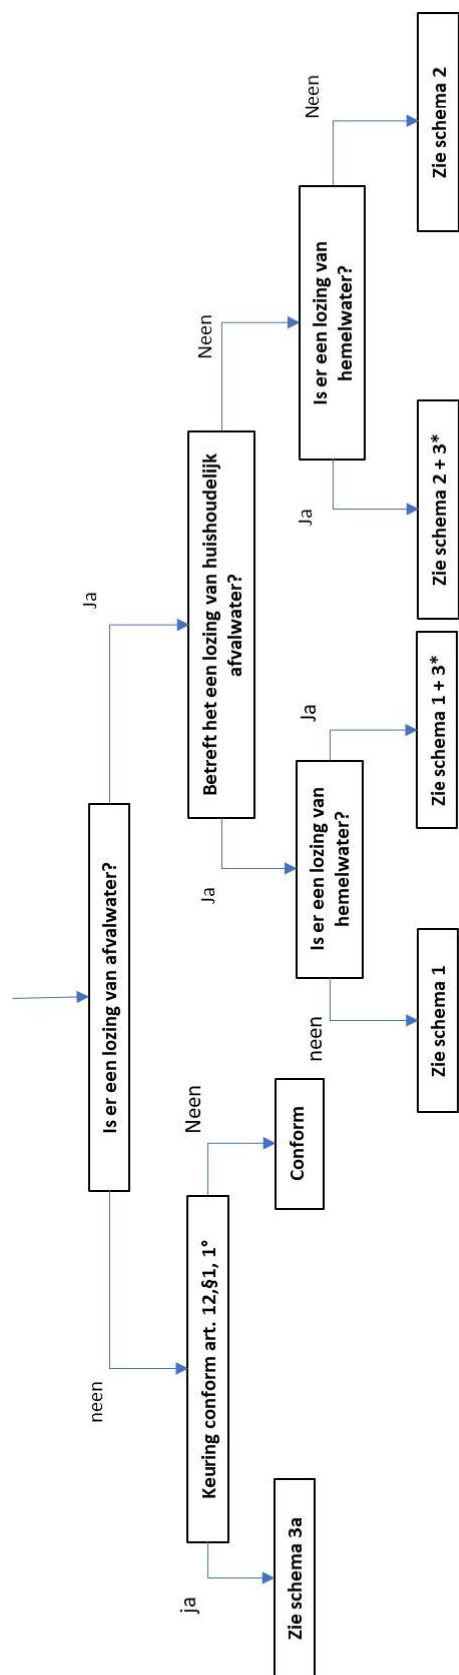 Is er een lozing van afvalwater?
neen
Ja
Keuring conform art. 12,§1, 1°
Betreft het een lozing van huishoudelijk
afvalwater?
ja
Neen
Ja
Neen
Zie schema 3a
Conform
Is er een lozing van
hemelwater?
Is er een lozing van
hemelwater?
neen
Ja
Ja
Neen
Zie schema 1
Zie schema 1 + 3*
Zie schema 2 + 3*
Zie schema 2